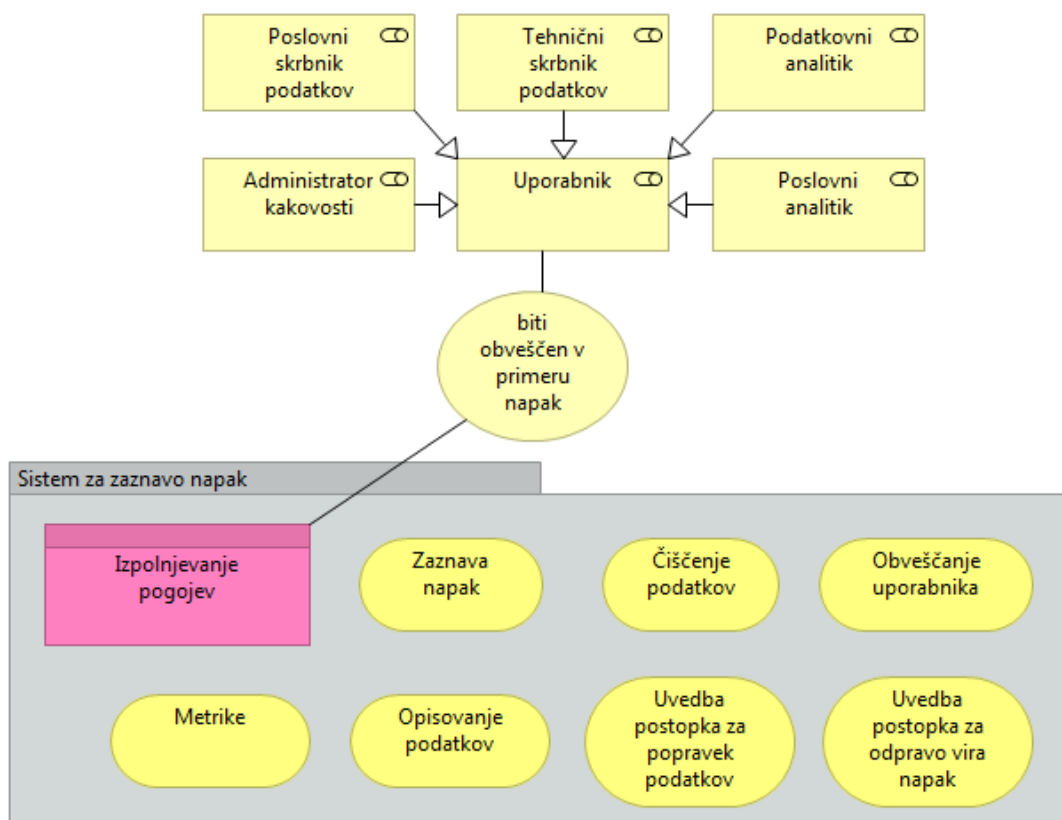 Poslovni
skrbnik
podatkov
Tehnični
skrbnik
podatkov
Podatkovni
analitik
Administrator
kakovosti
Uporabnik
Poslovni
analitik
biti
obveščen v
primeru
napak
Sistem za zaznavo napak
Izpolnjevanje
pogojev
Zaznava
napak
Čiščenje
podatkov
Obveščanje
uporabnika
Metrike
Opisovanje
podatkov
Uvedba
postopka za
popravek
podatkov
Uvedba
postopka za
odpravo vira
napak